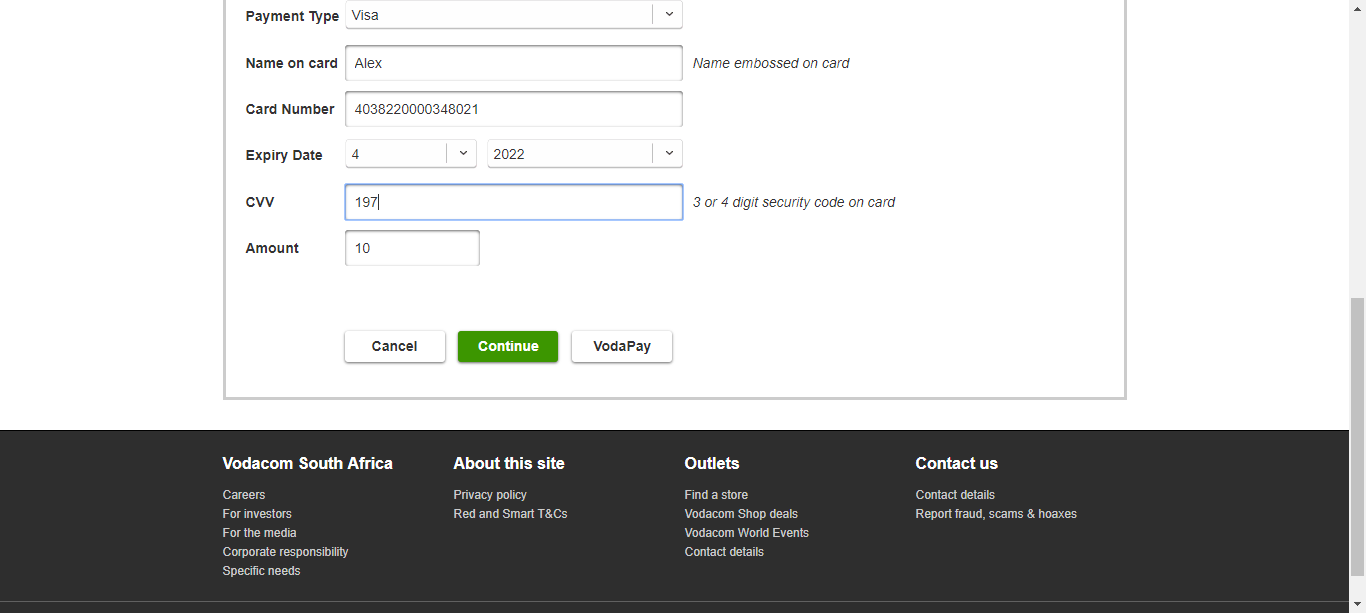 Payment Type Visa
Name on card Alex Name embossed on card
Card Number 4038220000348021
Expiry Date 4 2022
CVV 197 3 or 4 digit security code on card
Amount 10
Cancel Continue VodaPay
Vodacom South Africa About this site Outlets Contact us
Careers Privacy policy Find a store Contact details
For investors Red and Smart T&Cs Vodacom Shop deals Report fraud, scams & hoaxes
For the media Vodacom World Events
Corporate responsibility Contact details
Specific needs